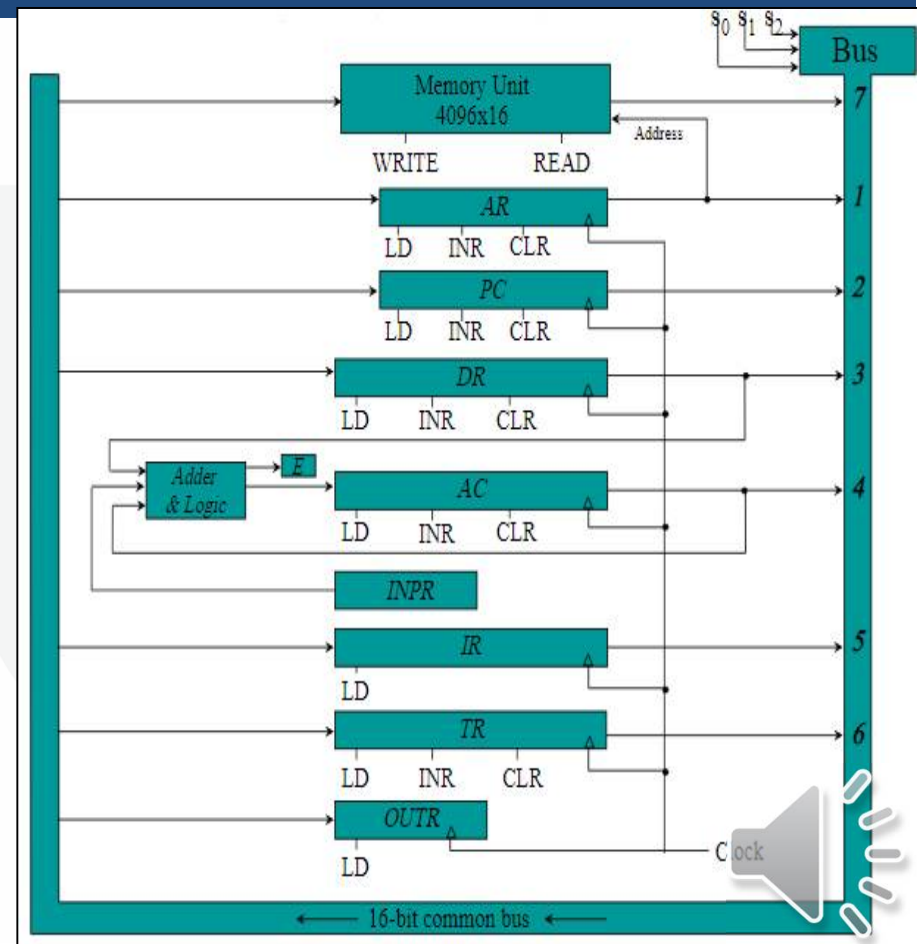 S0 S1 S2
Bus
Memory Unit
4096x16
7
Address
WRITE READ
AR
1
LD INR CLR
PC
2
LD INR CLR
DR
3
LD INR CLR
E
Adder
& Logic
AC
4
LD INR CLR
INPR
IR
5
LD
TR
6
LD INR CLR
OUTR
Clock
LD
16-bit common bus